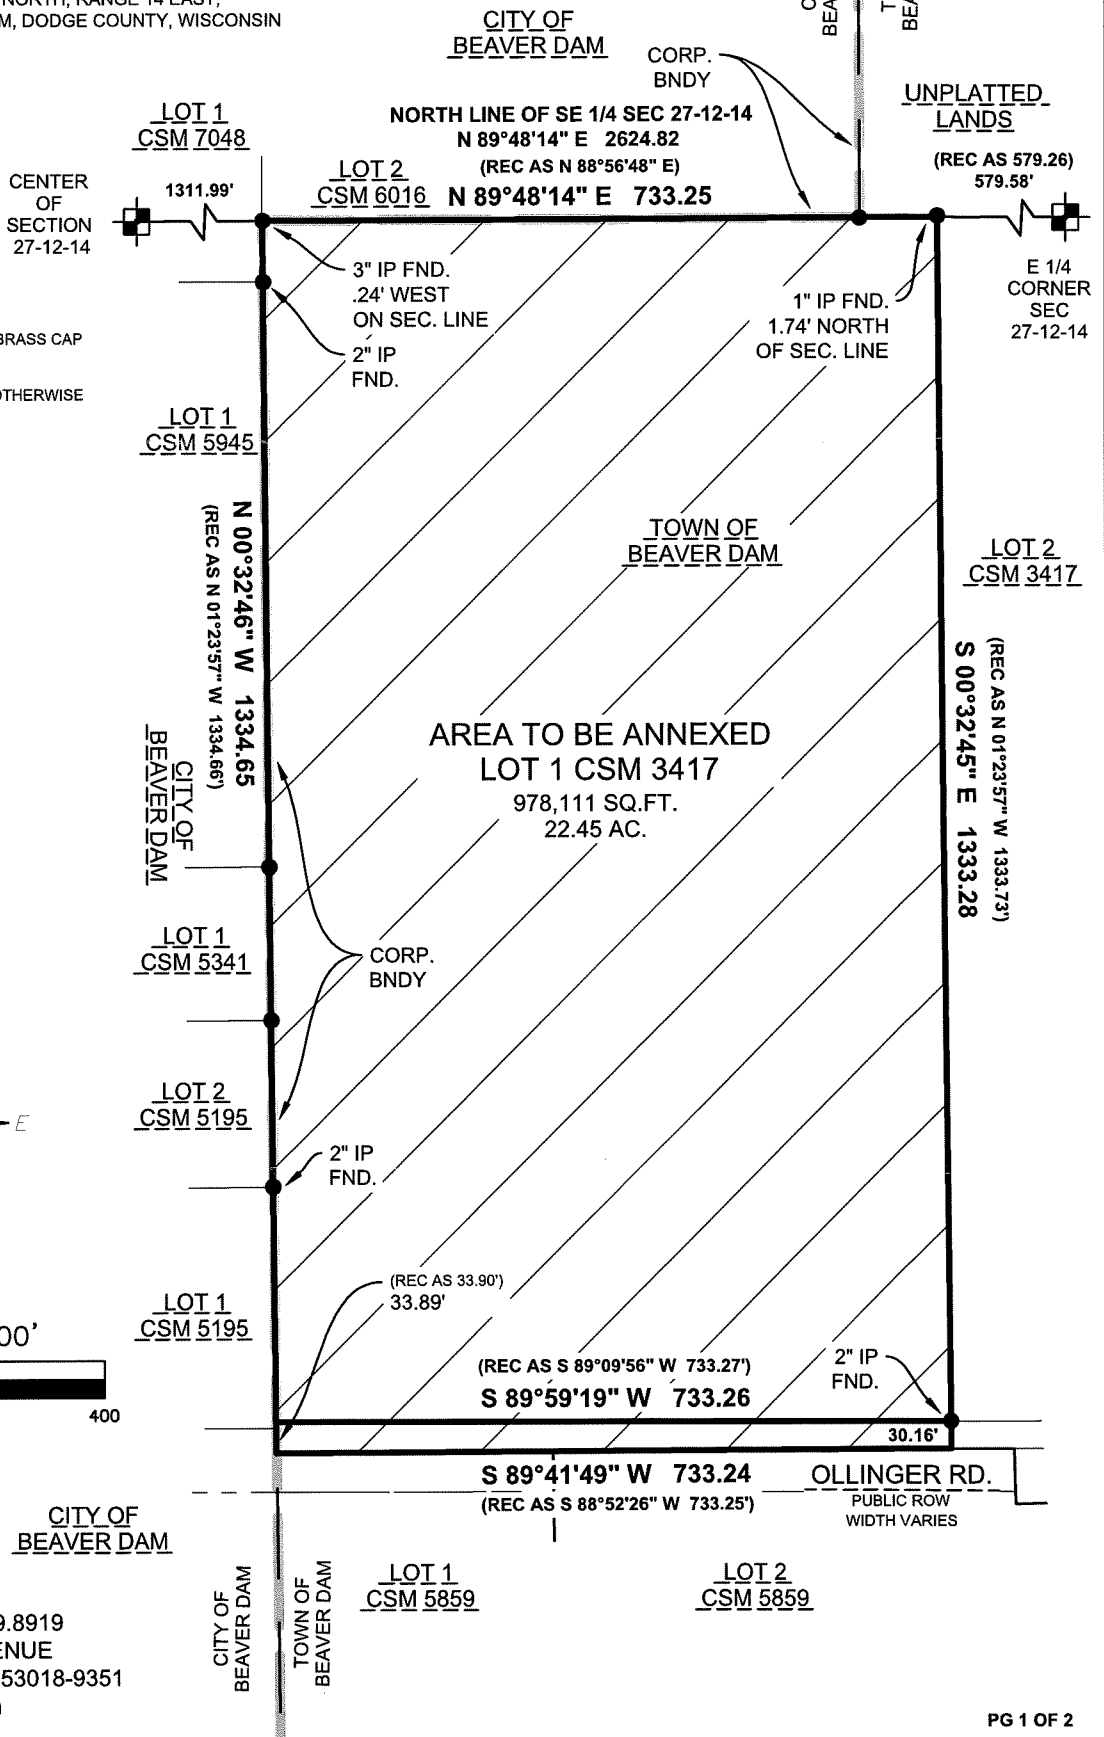 NORTH, RANGE 14 EAST,
M, DODGE COUNTY, WISCONSIN
CITY OF
BEAVER DAM
CORP.
BNDY
UNPLATTED
LANDS
LOT 1
CSM 7048
NORTH LINE OF SE 1/4 SEC 27-12-14
N 89°48'14" E 2624.82
(REC AS N 88°56'48" E)
N 89°48'14" E 733.25
LOT 2
CSM 6016
(REC AS 579.26)
579.58'
CENTER
OF
SECTION
27-12-14
1311.99'
3" IP FND.
.24' WEST
ON SEC. LINE
2" IP
FND.
1" IP FND.
1.74' NORTH
OF SEC. LINE
E 1/4
CORNER
SEC
27-12-14
BRASS CAP
OTHERWISE
LOT 1
CSM 5945
N 00°32'46" W 1334.65
(REC AS N 01°23'57" W 1334.66')
TOWN OF
BEAVER DAM
LOT 2
CSM 3417
(REC AS N 01°23'57" W 1333.73')
S 00°32'45" E 1333.28
AREA TO BE ANNEXED
LOT 1 CSM 3417
978,111 SQ.FT.
22.45 AC.
CITY OF
BEAVER DAM
LOT 1
CSM 5341
CORP.
BNDY
LOT 2
CSM 5195
E
2" IP
FND.
(REC AS 33.90')
33.89'
LOT 1
CSM 5195
00'
400
(REC AS S 89°09'56" W 733.27')
S 89°59'19" W 733.26
2" IP
FND.
30.16'
S 89°41'49" W 733.24
(REC AS S 88°52'26" W 733.25')
OLLINGER RD.
PUBLIC ROW
WIDTH VARIES
CITY OF
BEAVER DAM
CITY OF
BEAVER DAM
TOWN OF
BEAVER DAM
LOT 1
CSM 5859
LOT 2
CSM 5859
9.8919
ENUE
53018-9351
PG 1 OF 2